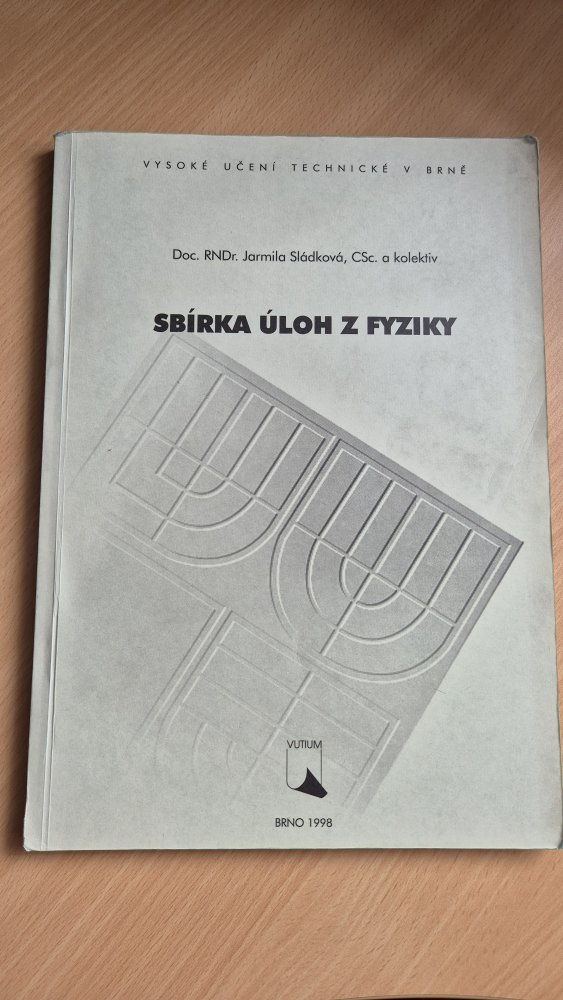 VYSOKÉ UČENÍ TECHNICKÉ V BRNĚ
Doc. RNDr. Jarmila Sládková, CSc. a kolektiv
SBÍRKA ÚLOH Z FYZIKY
VUTIUM
BRNO 1998